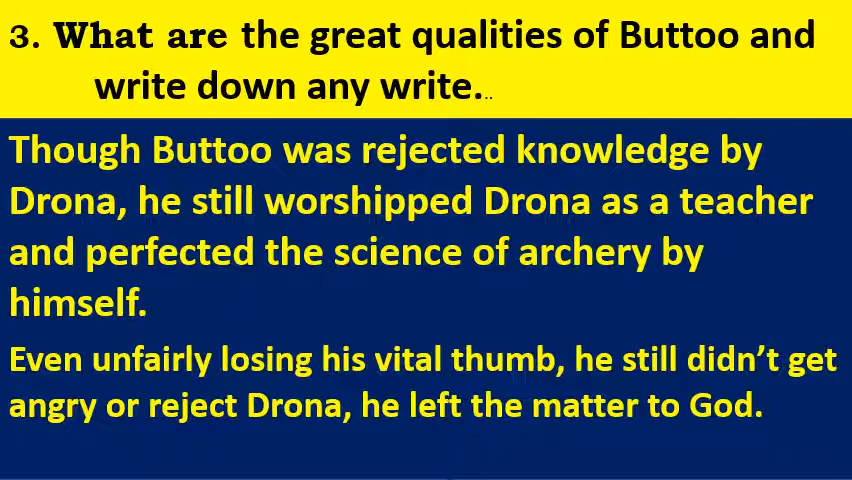 3. What are the great qualities of Buttoo and
write down any write...
Though Buttoo was rejected knowledge by
Drona, he still worshipped Drona as a teacher
and perfected the science of archery by
himself.
Even unfairly losing his vital thumb, he still didn’t get
angry or reject Drona, he left the matter to God.